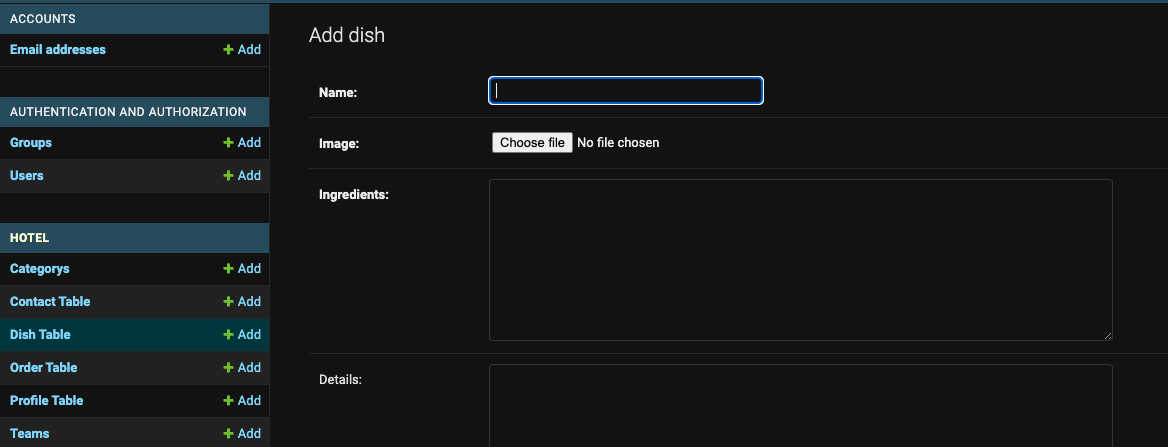 ACCOUNTS
Email addresses + Add
AUTHENTICATION AND AUTHORIZATION
Groups + Add
Users + Add
HOTEL
Categorys + Add
Contact Table + Add
Dish Table + Add
Order Table + Add
Profile Table + Add
Teams + Add
Add dish
Name:
Image: Choose file No file chosen
Ingredients:
Details: